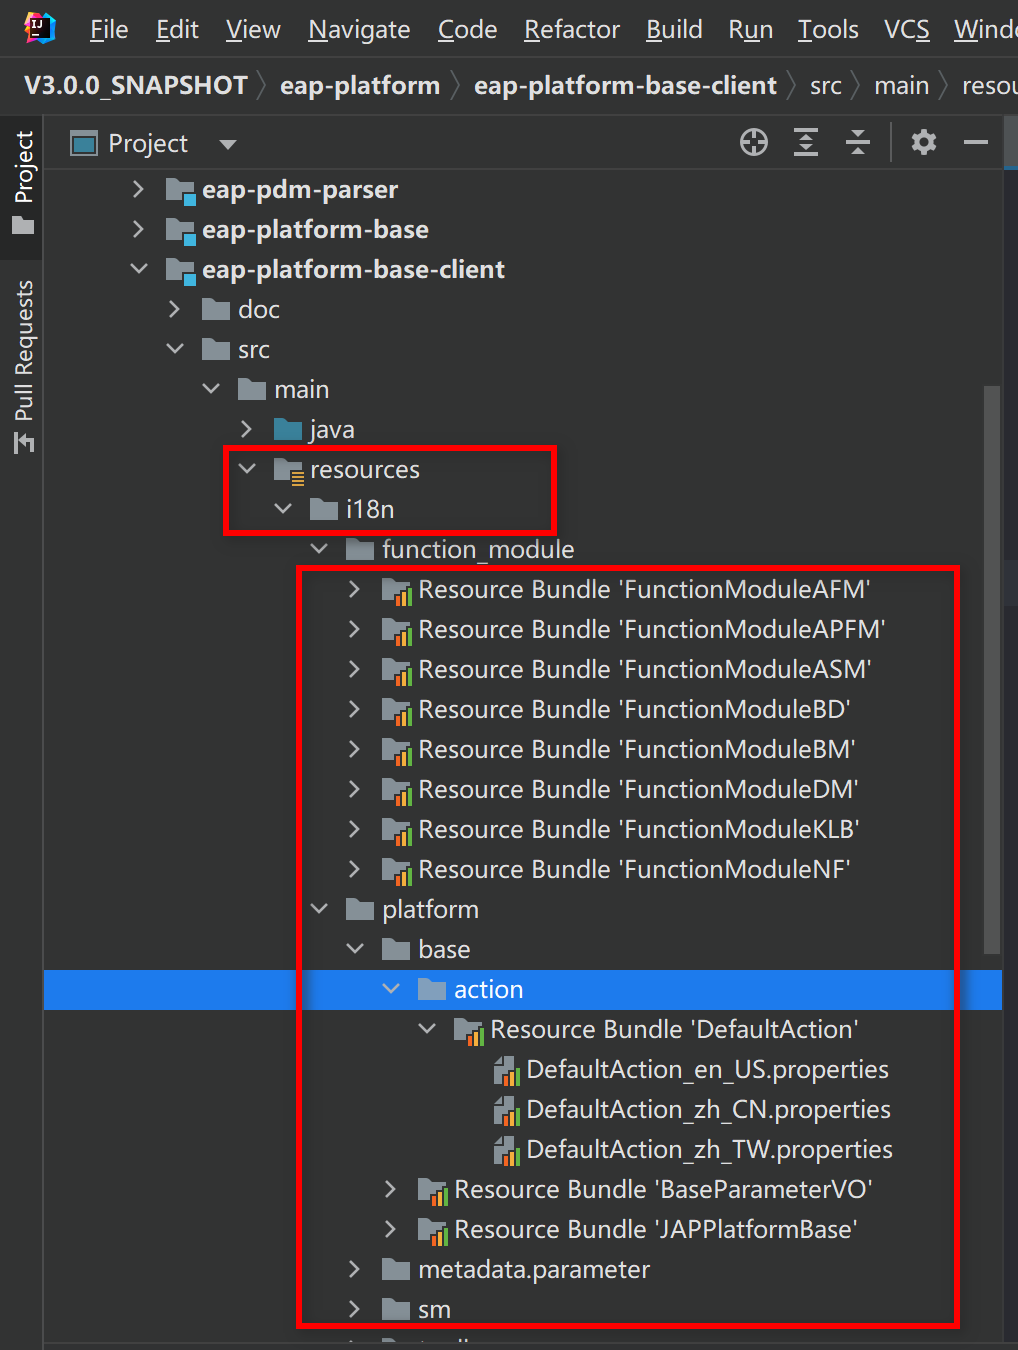 File Edit View Navigate Code Refactor Build Run Tools VCS Windo
V3.0.0_SNAPSHOT eap-platform eap-platform-base-client src main resou
Project
Project
Pull Requests
eap-pdm-parser
eap-platform-base
eap-platform-base-client
doc
src
main
java
resources
i18n
function_module
Resource Bundle 'FunctionModuleAFM'
Resource Bundle 'FunctionModuleAPFM'
Resource Bundle 'FunctionModuleASM'
Resource Bundle 'FunctionModuleBD'
Resource Bundle 'FunctionModuleBM'
Resource Bundle 'FunctionModuleDM'
Resource Bundle 'FunctionModuleKLB'
Resource Bundle 'FunctionModuleNF'
platform
base
action
Resource Bundle 'DefaultAction'
DefaultAction_en_US.properties
DefaultAction_zh_CN.properties
DefaultAction_zh_TW.properties
Resource Bundle 'BaseParameterVO'
Resource Bundle 'JAPPlatformBase'
metadata.parameter
sm